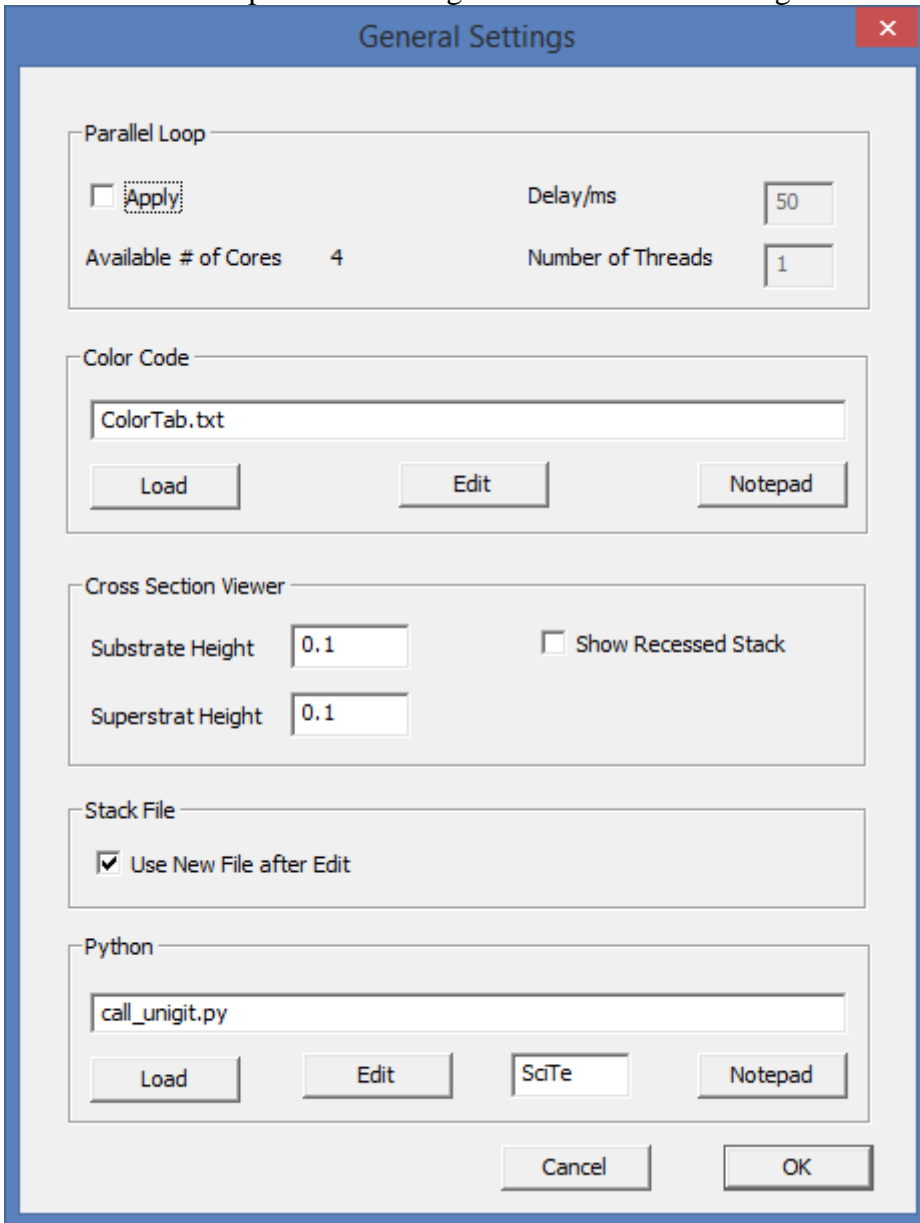 General Settings
Parallel Loop
Apply
Delay/ms
50
Available # of Cores 4
Number of Threads
1
Color Code
ColorTab.txt
Load
Edit
Notepad
Cross Section Viewer
Substrate Height
0.1
Show Recessed Stack
Superstrat Height
0.1
Stack File
Use New File after Edit
Python
call_unigit.py
Load
Edit
SciTe
Notepad
Cancel
OK